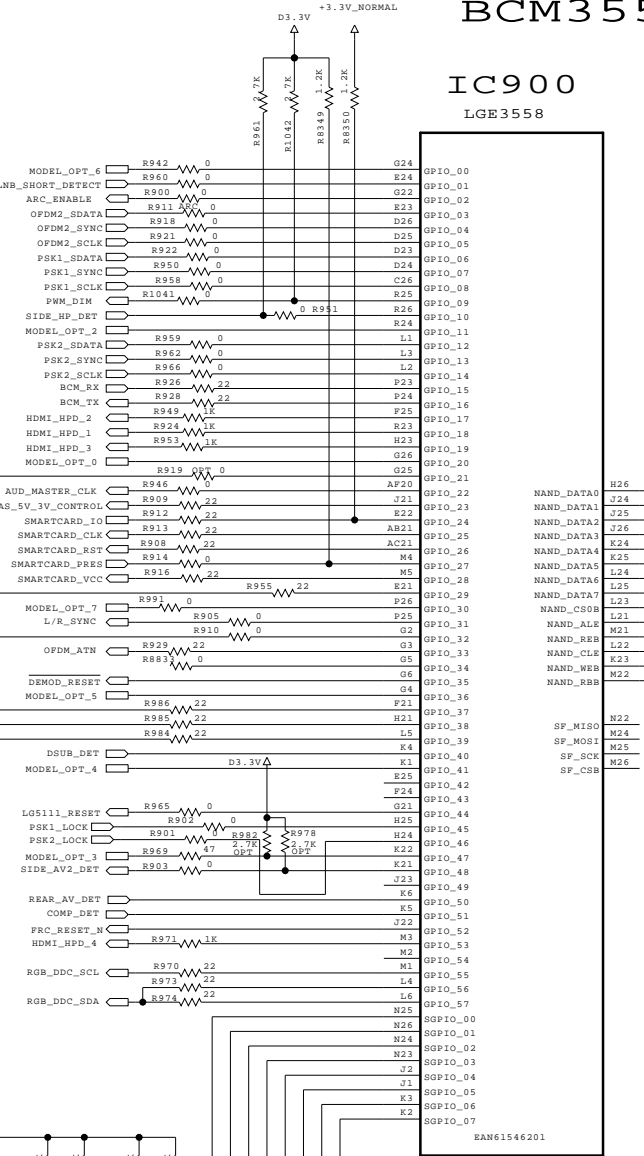 +3.3V_NORMAL
BCM355
D3.3V
IC900
LGE3558
R961 2.7K
R1042 2.7K
R8349 1.2K
R8350 1.2K
MODEL_OPT_6 R942 0 G24 GPIO_00
LNB_SHORT_DETECT R960 0 E24 GPIO_01
ARC_ENABLE R900 0 G22 GPIO_02
OFDM2_SDATA R911 ARC 0 E23 GPIO_03
OFDM2_SYNC R918 0 D26 GPIO_04
OFDM2_SCLK R921 0 D25 GPIO_05
PSK1_SDATA R922 0 D23 GPIO_06
PSK1_SYNC R950 0 D24 GPIO_07
PSK1_SCLK R958 0 C26 GPIO_08
PWM_DIM R1041 0 R25 GPIO_09
SIDE_HP_DET 0 R951 R26 GPIO_10
MODEL_OPT_2 R24 GPIO_11
PSK2_SDATA R959 0 L1 GPIO_12
PSK2_SYNC R962 0 L3 GPIO_13
PSK2_SCLK R966 0 L2 GPIO_14
BCM_RX R926 22 P23 GPIO_15
BCM_TX R928 22 P24 GPIO_16
HDMI_HPD_2 R949 1K F25 GPIO_17
HDMI_HPD_1 R924 1K R23 GPIO_18
HDMI_HPD_3 R953 1K H23 GPIO_19
MODEL_OPT_0 G26 GPIO_20
R919 OPT 0 G25 GPIO_21
AUD_MASTER_CLK R946 0 AF20 GPIO_22 NAND_DATA0 H26
AS_5V_3V_CONTROL R909 22 J21 GPIO_23 NAND_DATA1 J24
SMARTCARD_IO R912 22 E22 GPIO_24 NAND_DATA2 J25
SMARTCARD_CLK R913 22 AB21 GPIO_25 NAND_DATA3 J26
SMARTCARD_RST R908 22 AC21 GPIO_26 NAND_DATA4 K24
SMARTCARD_PRES R914 0 M4 GPIO_27 NAND_DATA5 K25
SMARTCARD_VCC R916 22 M5 GPIO_28 NAND_DATA6 L24
R955 22 E21 GPIO_29 NAND_DATA7 L25
MODEL_OPT_7 R991 0 P26 GPIO_30 NAND_CS0B L23
L/R_SYNC R905 0 P25 GPIO_31 NAND_ALE L21
R910 0 G2 GPIO_32 NAND_REB M21
OFDM_ATN R929 22 G3 GPIO_33 NAND_CLE L22
0 G5 GPIO_34 NAND_WEB K23
DEMOD_RESET G6 GPIO_35 NAND_RBB M22
MODEL_OPT_5 G4 GPIO_36
R986 22 F21 GPIO_37
R985 22 H21 GPIO_38 SF_MISO N22
R984 22 L5 GPIO_39 SF_MOSI M24
DSUB_DET K4 GPIO_40 SF_SCK M25
MODEL_OPT_4 D3.3V K1 GPIO_41 SF_CSB M26
E25 GPIO_42
F24 GPIO_43
LG5111_RESET R965 0 G21 GPIO_44
PSK1_LOCK R902 0 H25 GPIO_45
PSK2_LOCK R901 0 R982 2.7K OPT R978 2.7K OPT H24 GPIO_46
MODEL_OPT_3 R969 47 K22 GPIO_47
SIDE_AV2_DET R903 0 K21 GPIO_48
J23 GPIO_49
REAR_AV_DET K6 GPIO_50
COMP_DET K5 GPIO_51
FRC_RESET_N J22 GPIO_52
HDMI_HPD_4 R971 1K M3 GPIO_53
M2 GPIO_54
RGB_DDC_SCL R970 22 M1 GPIO_55
R973 22 L4 GPIO_56
RGB_DDC_SDA R974 22 L6 GPIO_57
N25 SGPIO_00
N26 SGPIO_01
N24 SGPIO_02
N23 SGPIO_03
J2 SGPIO_04
J1 SGPIO_05
K3 SGPIO_06
K2 SGPIO_07
EAN61546201